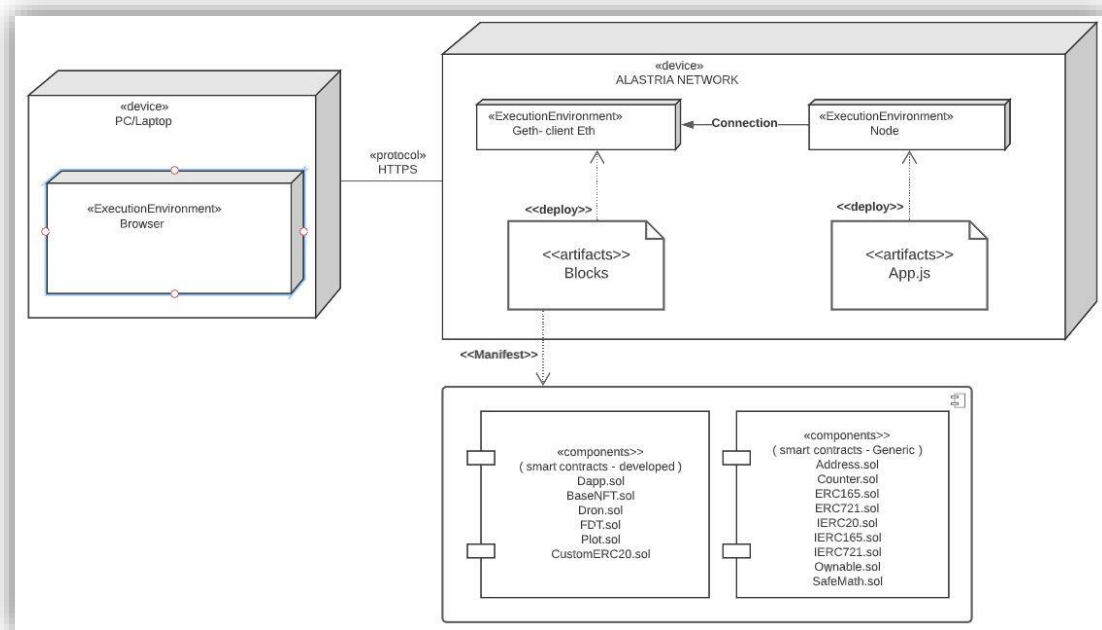 «device»
PC/Laptop
«ExecutionEnvironment»
Browser
«protocol»
HTTPS
«device»
ALASTRIA NETWORK
«ExecutionEnvironment»
Geth- client Eth
Connection
«ExecutionEnvironment»
Node
<<deploy>>
<<deploy>>
<<artifacts>>
Blocks
<<artifacts>>
App.js
<<Manifest>>
«components>>
( smart contracts - developed )
Dapp.sol
BaseNFT.sol
Dron.sol
FDT.sol
Plot.sol
CustomERC20.sol
«components>>
( smart contracts - Generic )
Address.sol
Counter.sol
ERC165.sol
ERC721.sol
IERC20.sol
IERC165.sol
IERC721.sol
Ownable.sol
SafeMath.sol